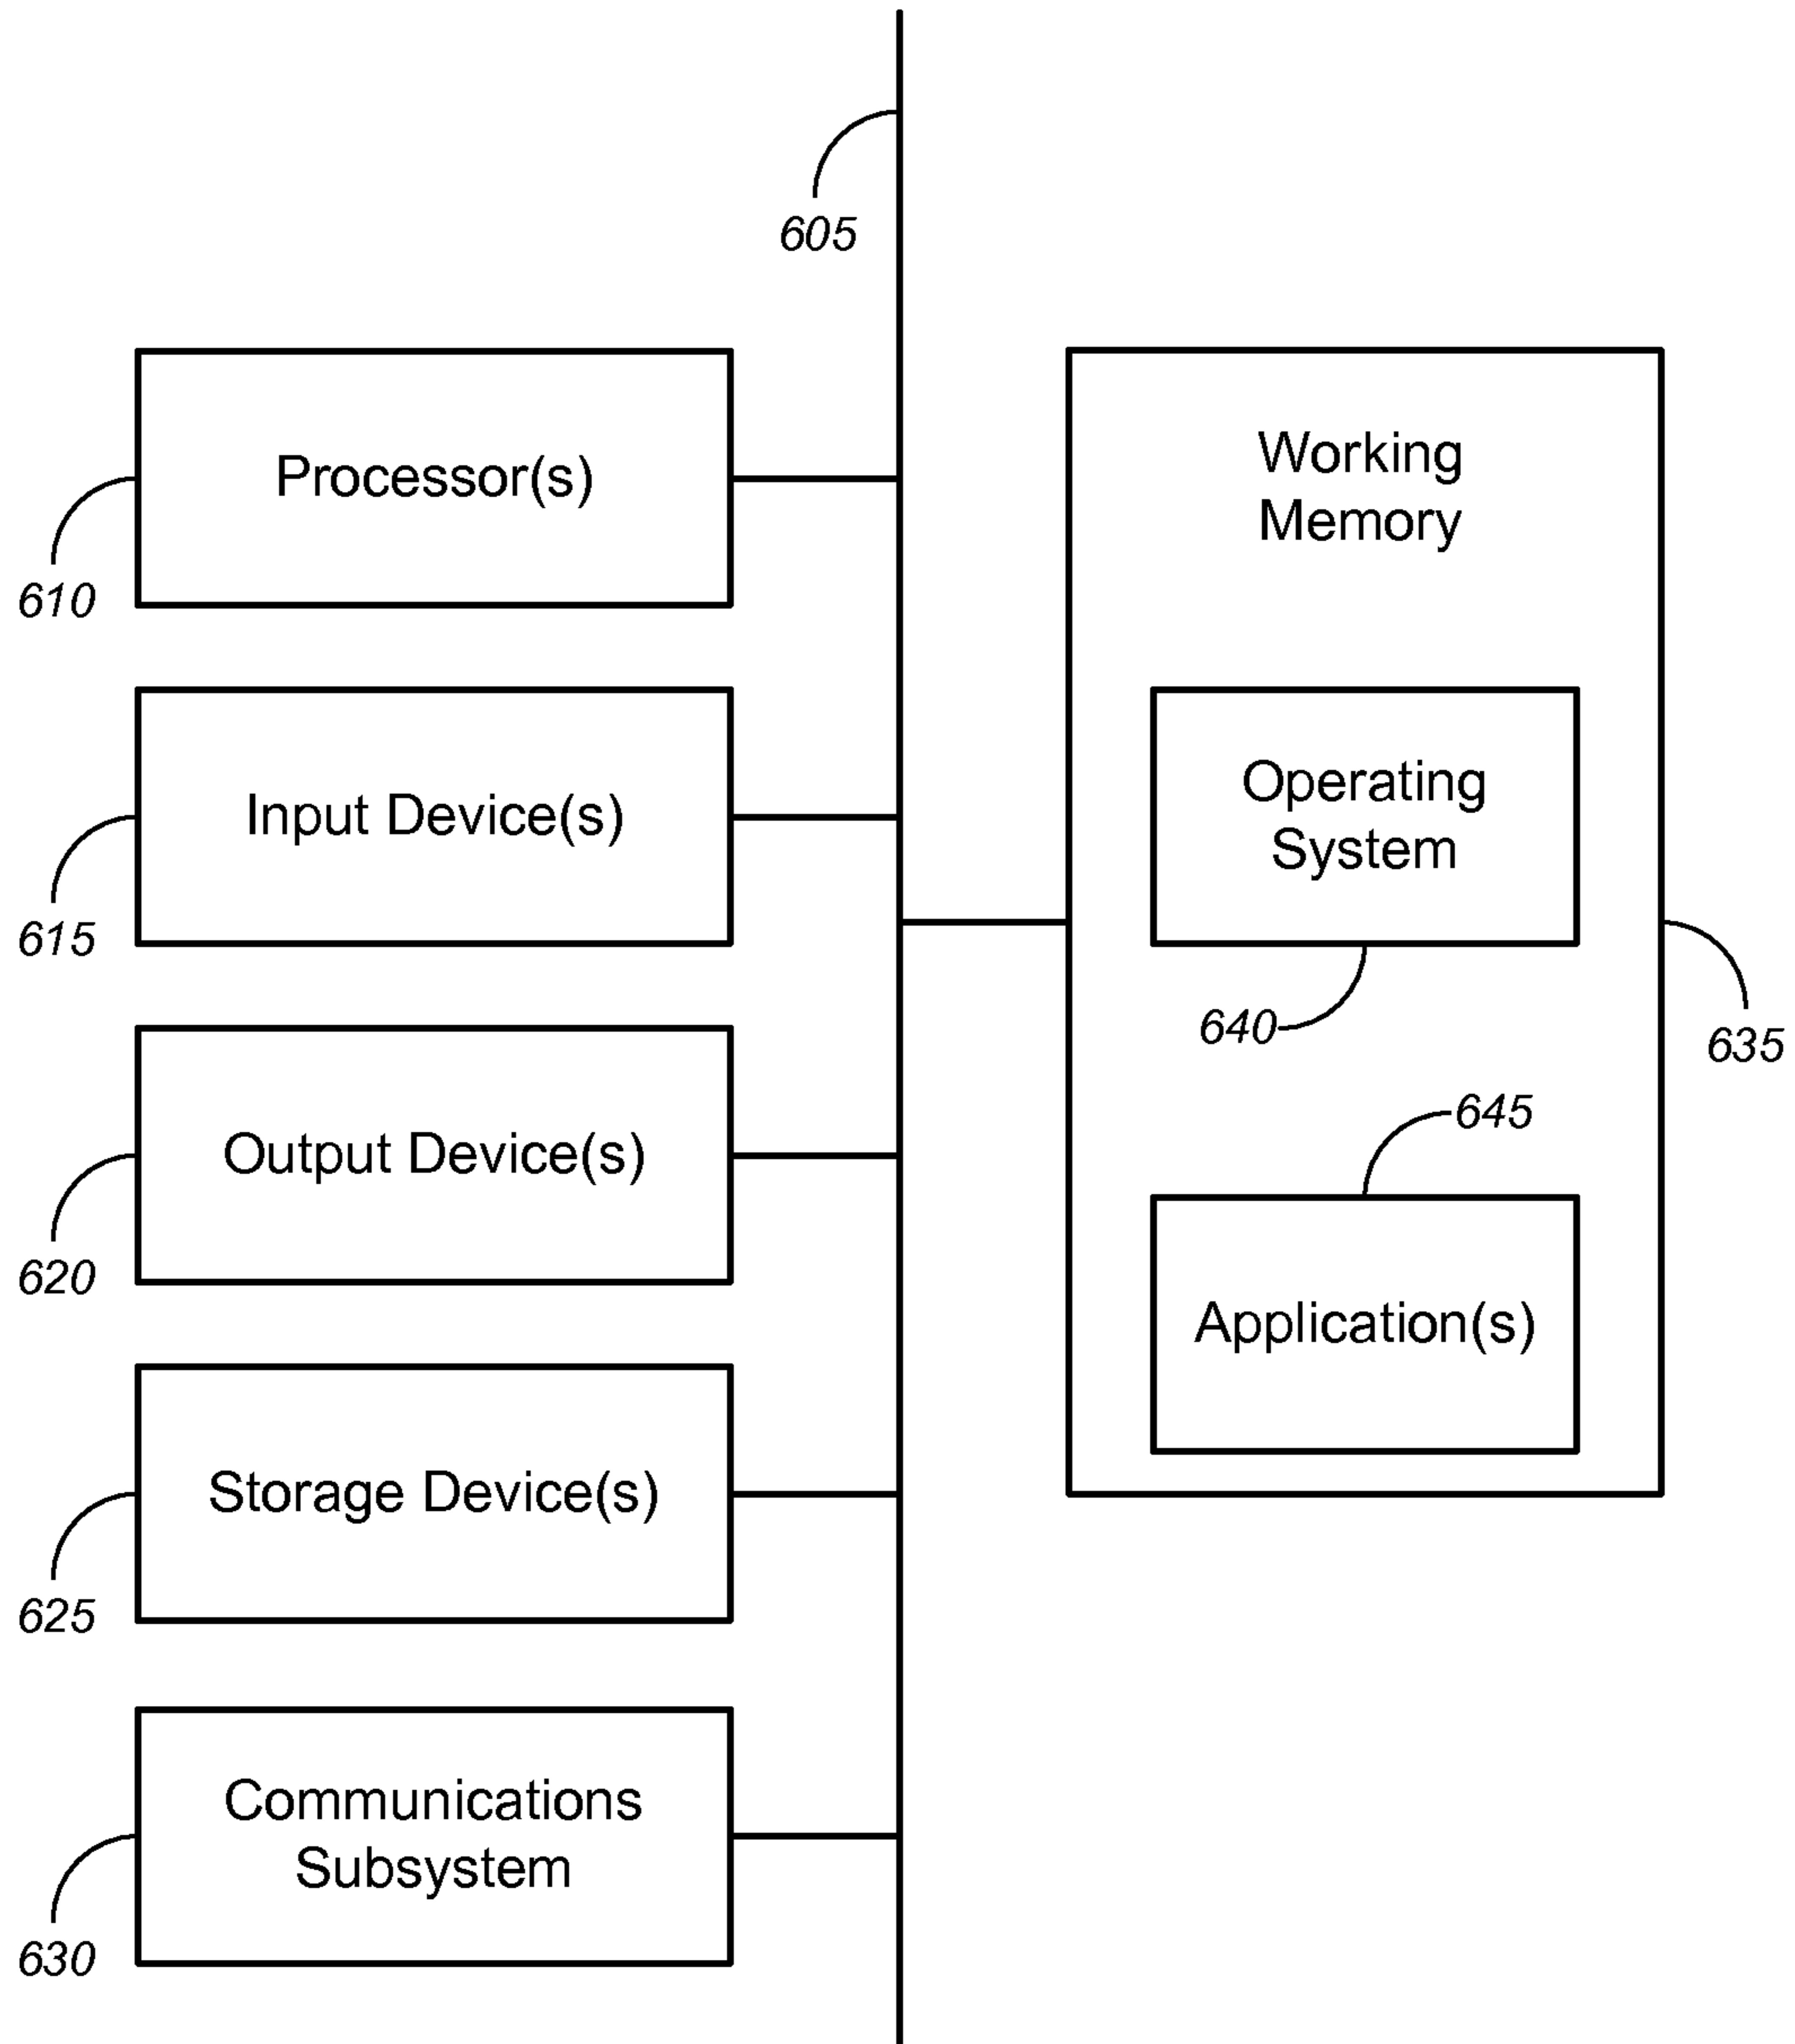 605
Processor(s)
610
Input Device(s)
615
Output Device(s)
620
Storage Device(s)
625
Communications
Subsystem
630
Working
Memory
Operating
System
640
635
645
Application(s)